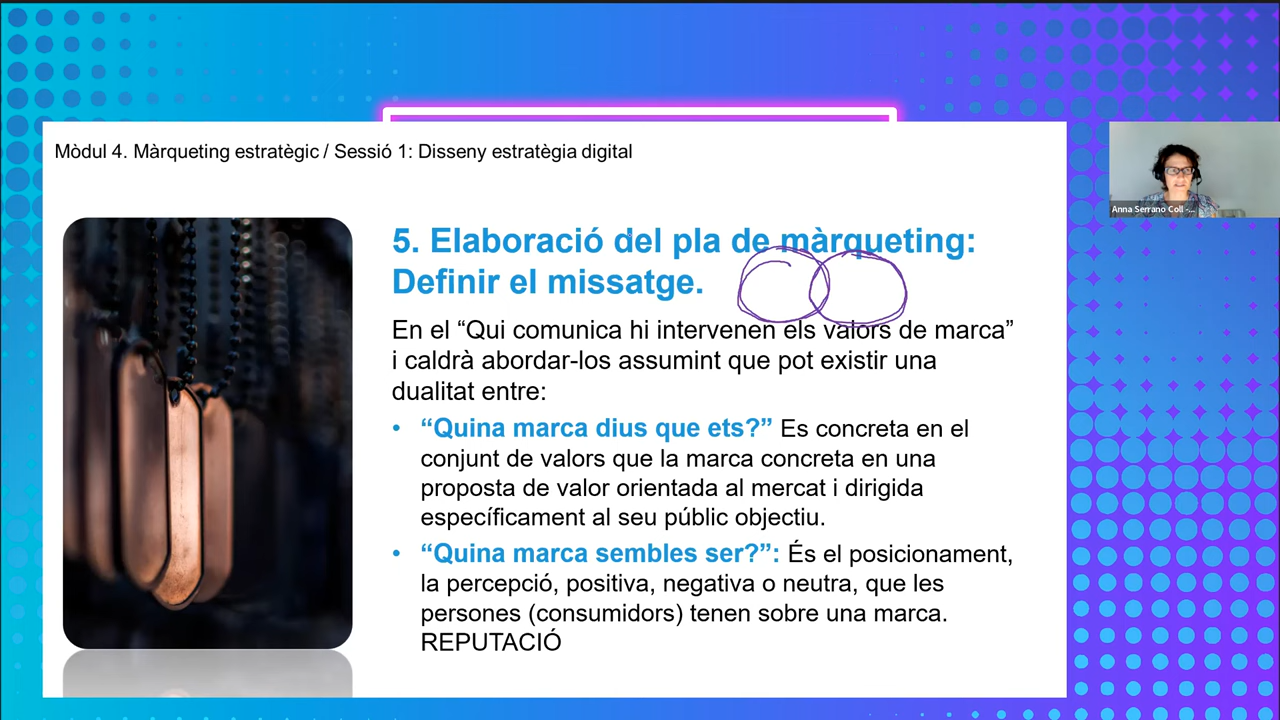 Mòdul 4. Màrqueting estratègic / Sessió 1: Disseny estratègia digital
Anna Serrano Coll -...
5. Elaboració del pla de màrqueting:
Definir el missatge.
En el “Qui comunica hi intervenen els valors de marca”
i caldrà abordar-los assumint que pot existir una
dualitat entre:
• “Quina marca dius que ets?” Es concreta en el
conjunt de valors que la marca concreta en una
proposta de valor orientada al mercat i dirigida
específicament al seu públic objectiu.
• “Quina marca sembles ser?”: És el posicionament,
la percepció, positiva, negativa o neutra, que les
persones (consumidors) tenen sobre una marca.
REPUTACIÓ